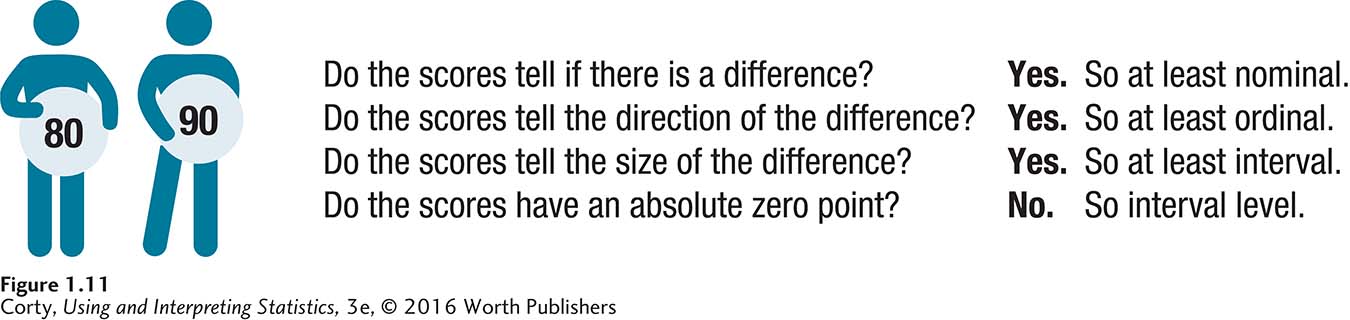 80
90
Do the scores tell if there is a difference? Yes. So at least nominal.
Do the scores tell the direction of the difference? Yes. So at least ordinal.
Do the scores tell the size of the difference? Yes. So at least interval.
Do the scores have an absolute zero point? No. So interval level.
Figure 1.11
Corty, Using and Interpreting Statistics, 3e, © 2016 Worth Publishers